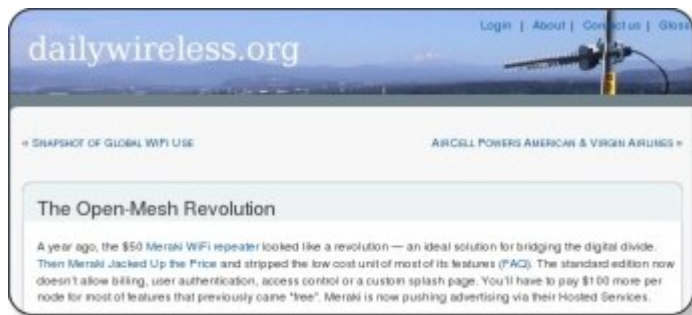 Login | About | Contact us | Gloss
dailywireless.org
« SNAPSHOT OF GLOBAL WIFI USE
AIRCELL POWERS AMERICAN & VIRGIN AIRLINES »
The Open-Mesh Revolution
A year ago, the $50 Meraki WiFi repeater looked like a revolution — an ideal solution for bridging the digital divide.
Then Meraki Jacked Up the Price and stripped the low cost unit of most of its features (FAQ). The standard edition now
doesn't allow billing, user authentication, access control or a custom splash page. You'll have to pay $100 more per
node for most of features that previously came "free". Meraki is now pushing advertising via their Hosted Services.